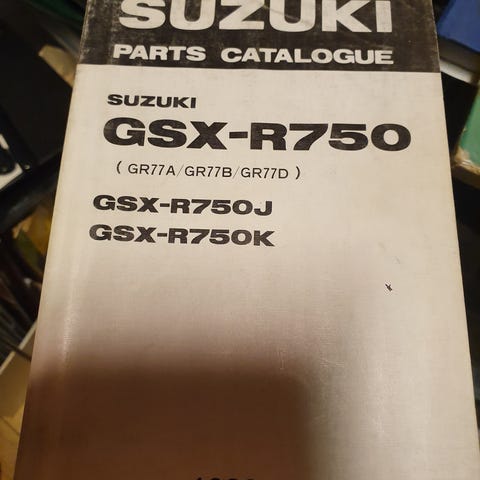 SUZUKI
PARTS CATALOGUE
SUZUKI
GSX-R750
( GR77A/GR77B/GR77D )
GSX-R750J
GSX-R750K